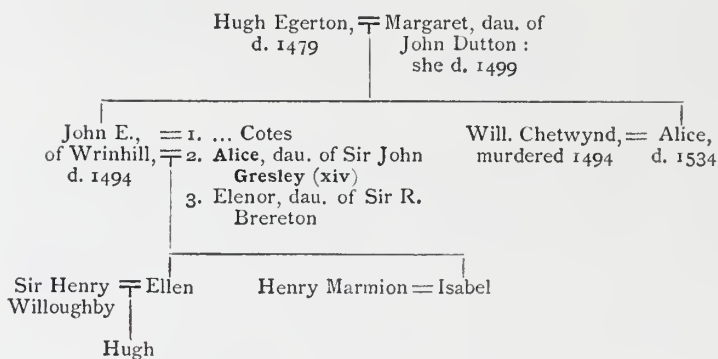 Hugh Egerton, = Margaret, dau. of
d. 1479 John Dutton :
she d. 1499
John E., = 1. ... Cotes
of Wrinhill, = 2. Alice, dau. of Sir John
d. 1494 Gresley (xiv)
3. Elenor, dau. of Sir R.
Brereton
Will. Chetwynd, = Alice,
murdered 1494 d. 1534
Sir Henry = Ellen
Willoughby
Henry Marmion = Isabel
Hugh